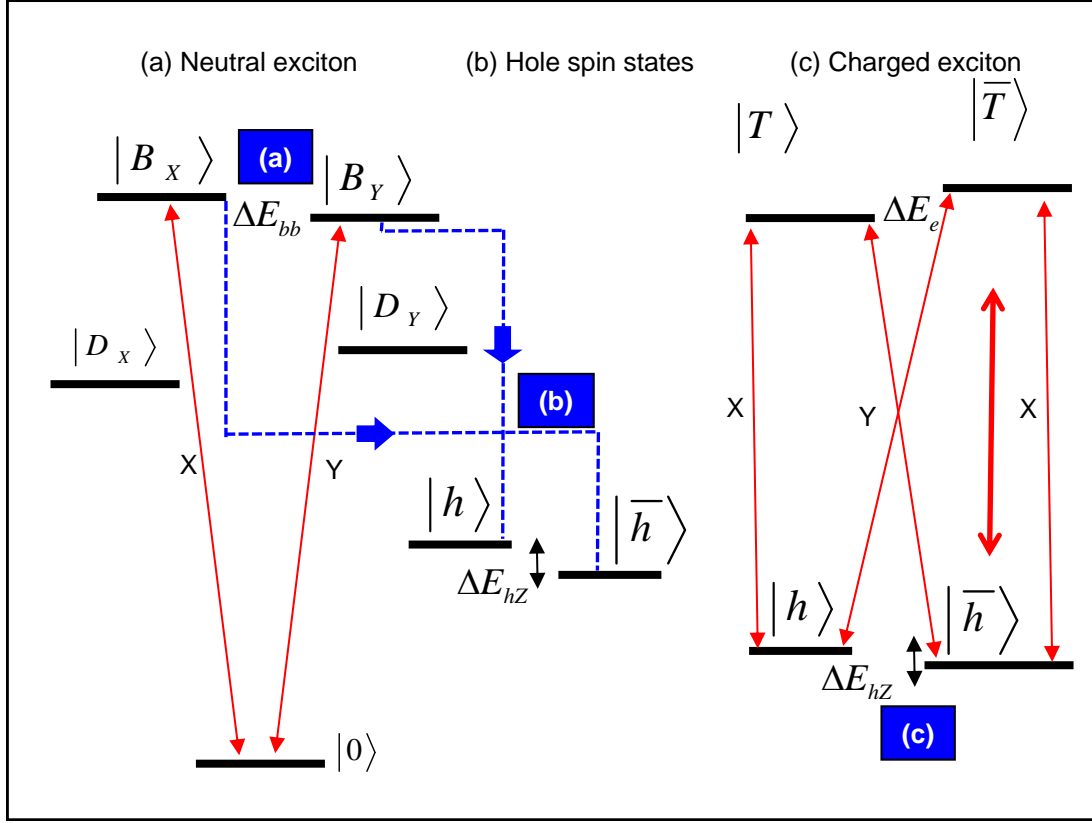 (a) Neutral exciton (b) Hole spin states (c) Charged exciton
|T⟩ |T̅⟩
(a)
|B_X⟩ |B_Y⟩
ΔE_bb ΔE_e
|D_Y⟩
|D_X⟩
(b)
X Y X Y X
|h⟩ |h̅⟩
ΔE_hZ
|h⟩ |h̅⟩
ΔE_hZ
(c)
|0⟩